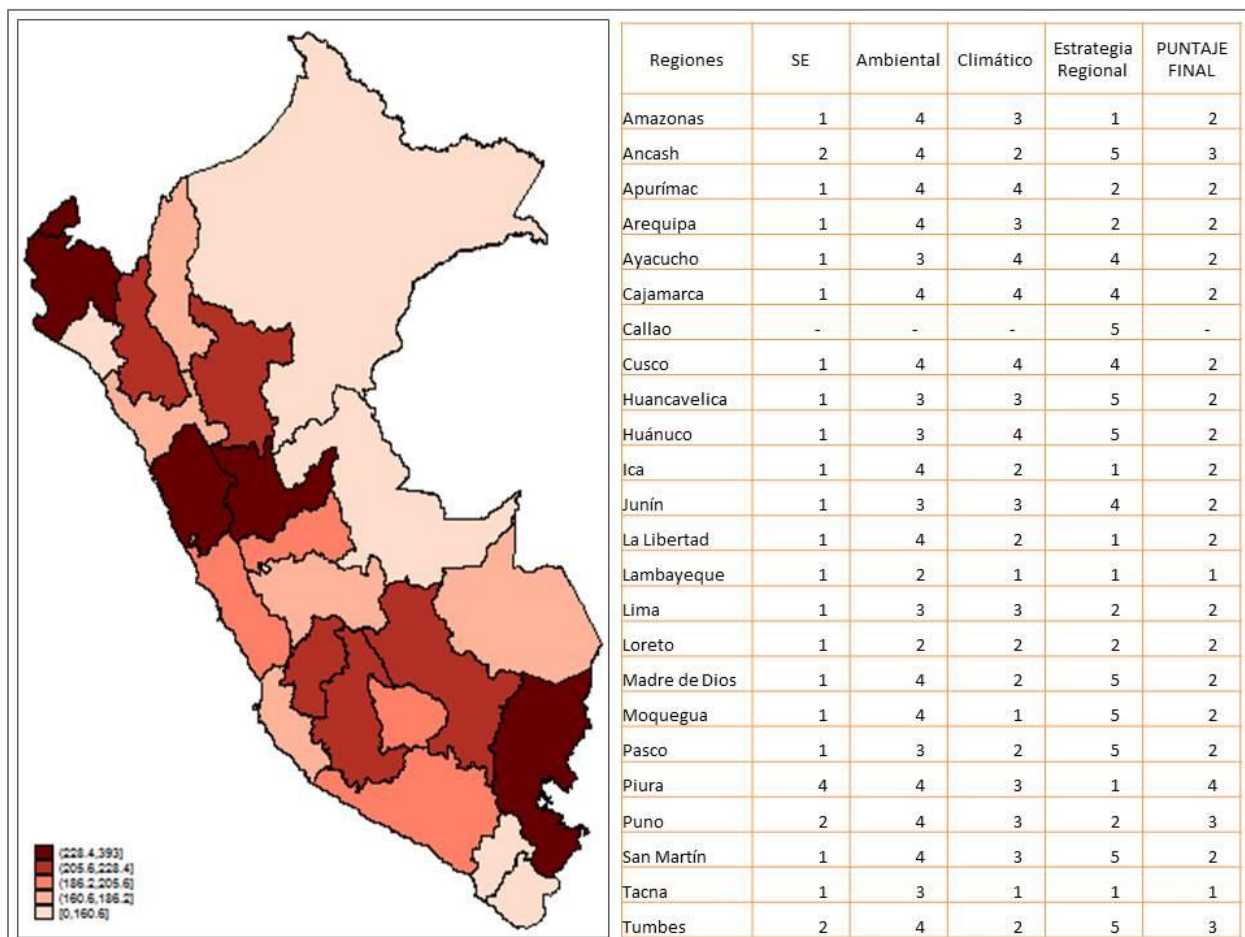 (228.4,393]
(205.6,228.4]
(186.2,205.6]
(160.6,186.2]
[0,160.6]
Regiones SE Ambiental Climático Estrategia Regional PUNTAJE FINAL
Amazonas 1 4 3 1 2
Ancash 2 4 2 5 3
Apurímac 1 4 4 2 2
Arequipa 1 4 3 2 2
Ayacucho 1 3 4 4 2
Cajamarca 1 4 4 4 2
Callao - - - 5 -
Cusco 1 4 4 4 2
Huancavelica 1 3 3 5 2
Huánuco 1 3 4 5 2
Ica 1 4 2 1 2
Junín 1 3 3 4 2
La Libertad 1 4 2 1 2
Lambayeque 1 2 1 1 1
Lima 1 3 3 2 2
Loreto 1 2 2 2 2
Madre de Dios 1 4 2 5 2
Moquegua 1 4 1 5 2
Pasco 1 3 2 5 2
Piura 4 4 3 1 4
Puno 2 4 3 2 3
San Martín 1 4 3 5 2
Tacna 1 3 1 1 1
Tumbes 2 4 2 5 3